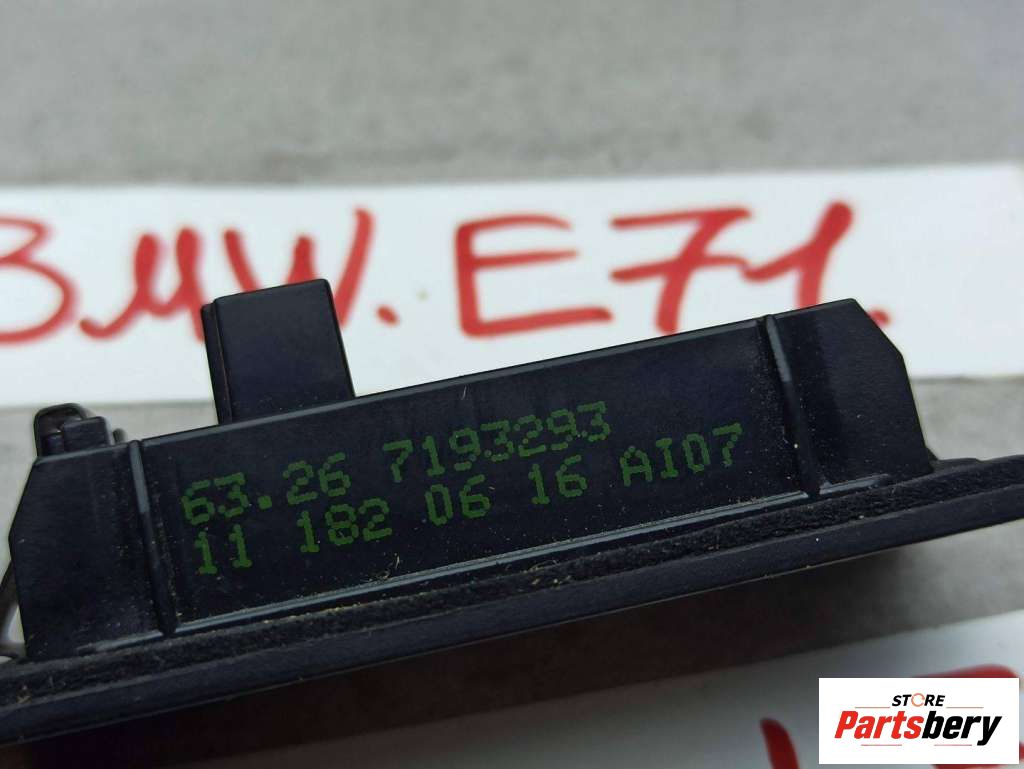 BMW. E71.
63.26 7193293
11 182 06 16 AI07
STORE
Partsbery